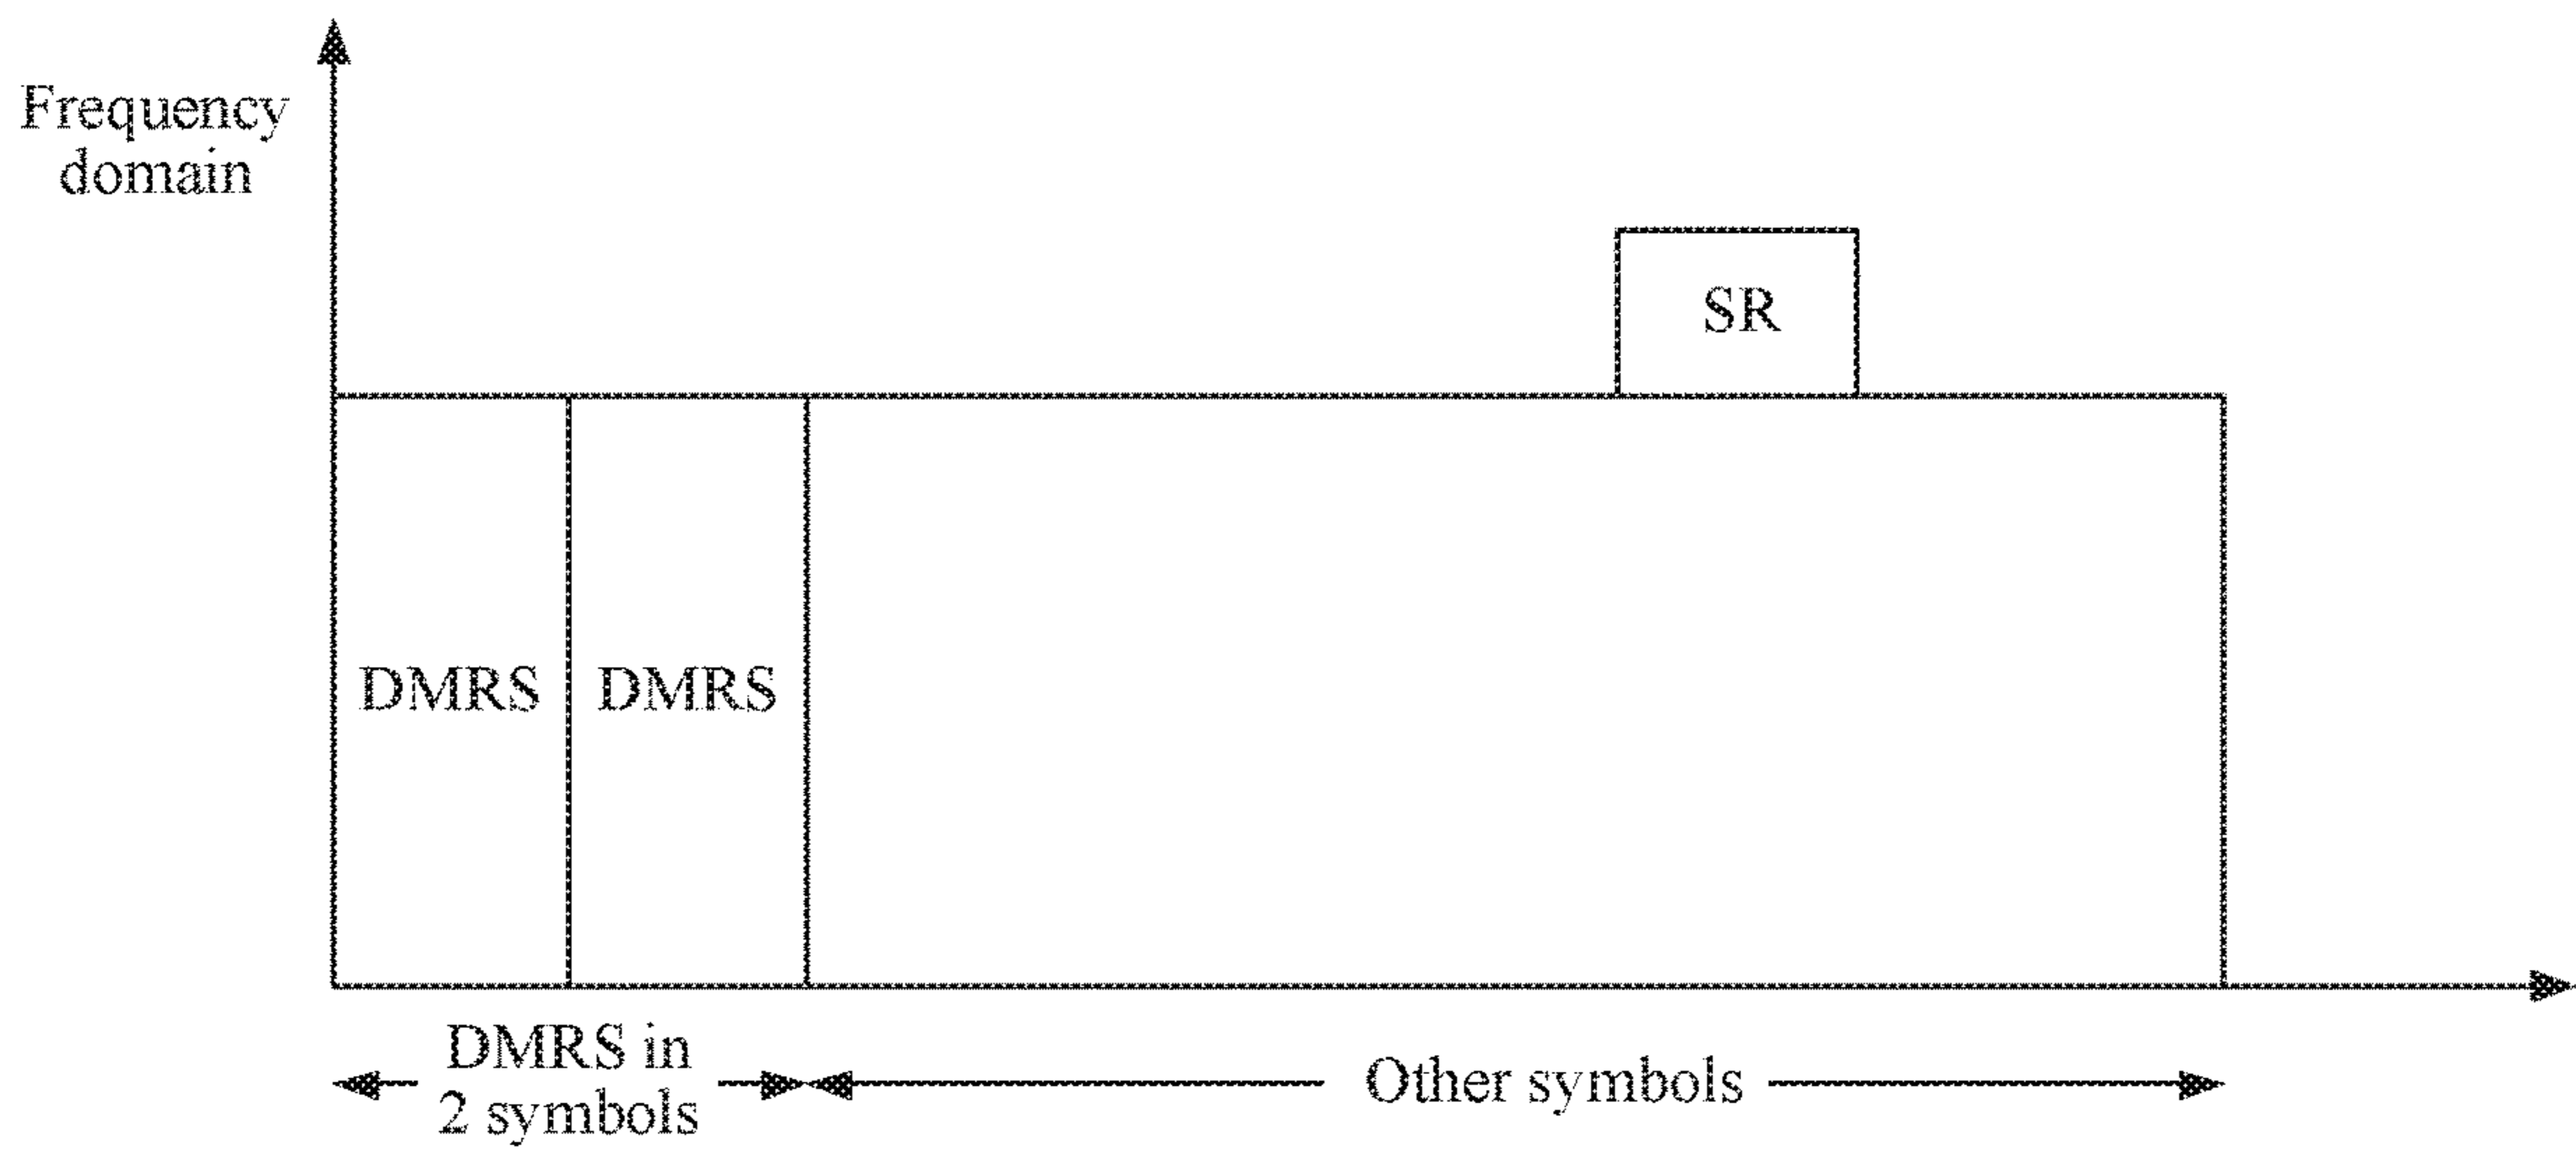 Frequency
domain
SR
DMRS
DMRS
DMRS in
2 symbols
Other symbols